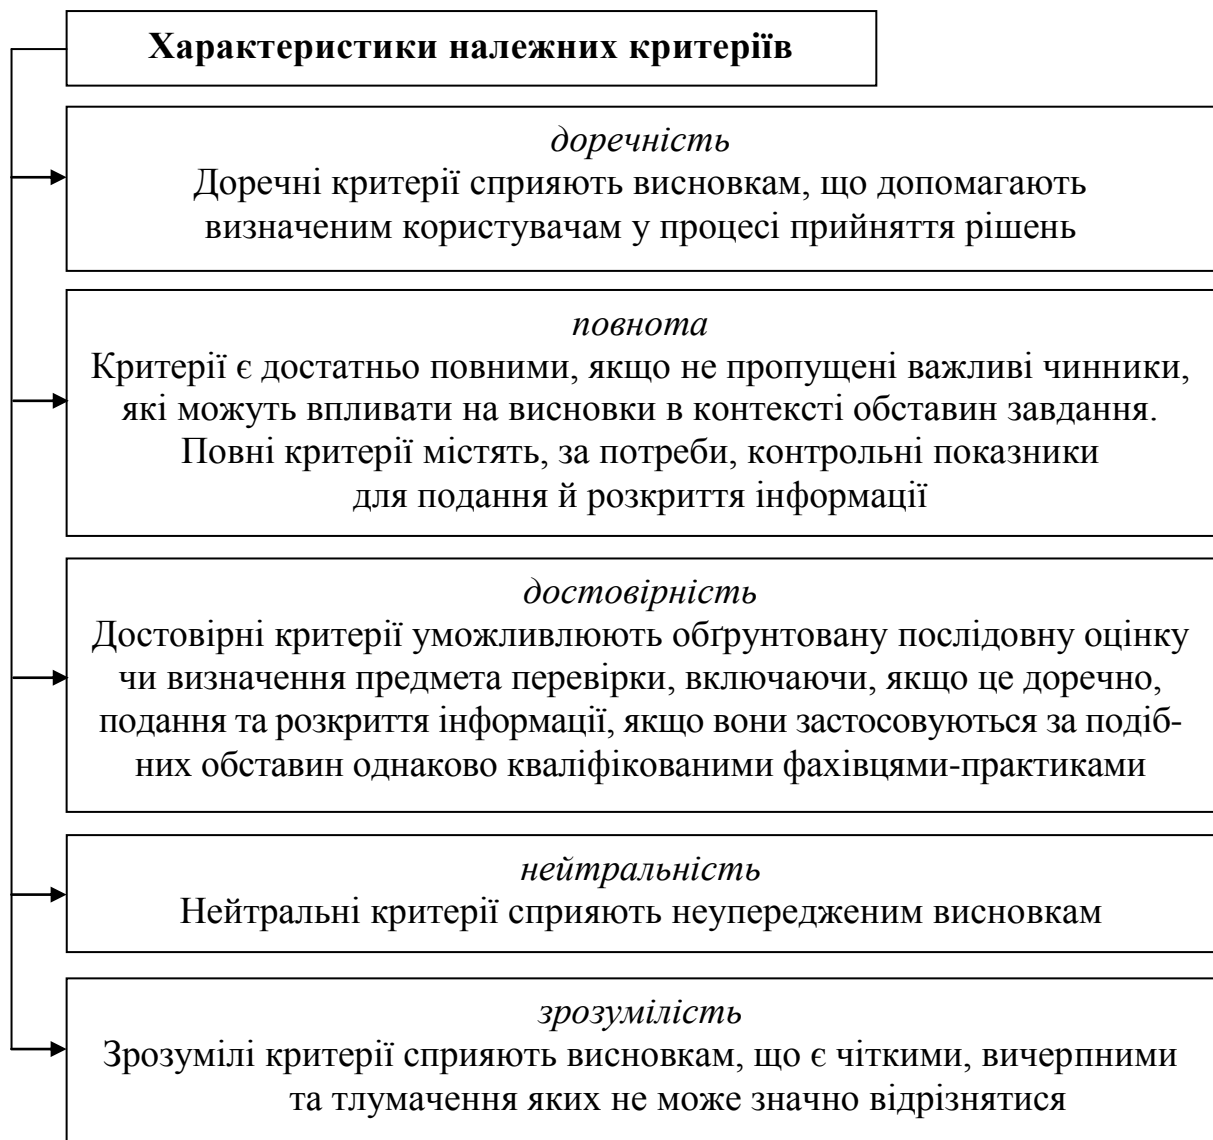 Характеристики належних критеріїв
доречність
Доречні критерії сприяють висновкам, що допомагають
визначеним користувачам у процесі прийняття рішень
повнота
Критерії є достатньо повними, якщо не пропущені важливі чинники,
які можуть впливати на висновки в контексті обставин завдання.
Повні критерії містять, за потреби, контрольні показники
для подання й розкриття інформації
достовірність
Достовірні критерії уможливлюють обґрунтовану послідовну оцінку
чи визначення предмета перевірки, включаючи, якщо це доречно,
подання та розкриття інформації, якщо вони застосовуються за подіб-
них обставин однаково кваліфікованими фахівцями-практиками
нейтральність
Нейтральні критерії сприяють неупередженим висновкам
зрозумілість
Зрозумілі критерії сприяють висновкам, що є чіткими, вичерпними
та тлумачення яких не може значно відрізнятися